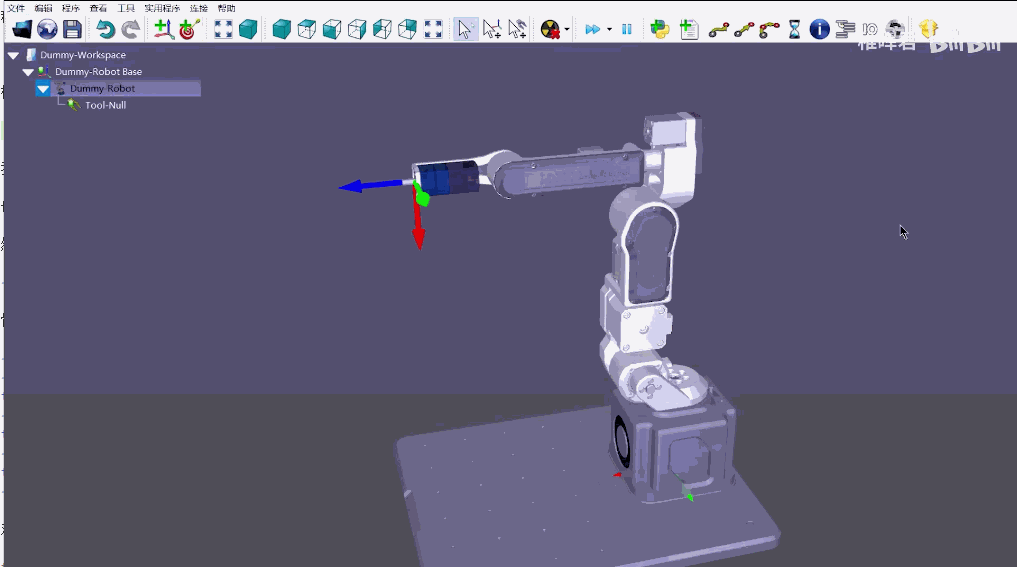 文件 编辑 程序 查看 工具 实用程序 连接 帮助
稚晖君 bilibili
Dummy-Workspace
Dummy-Robot Base
Dummy-Robot
Tool-Null